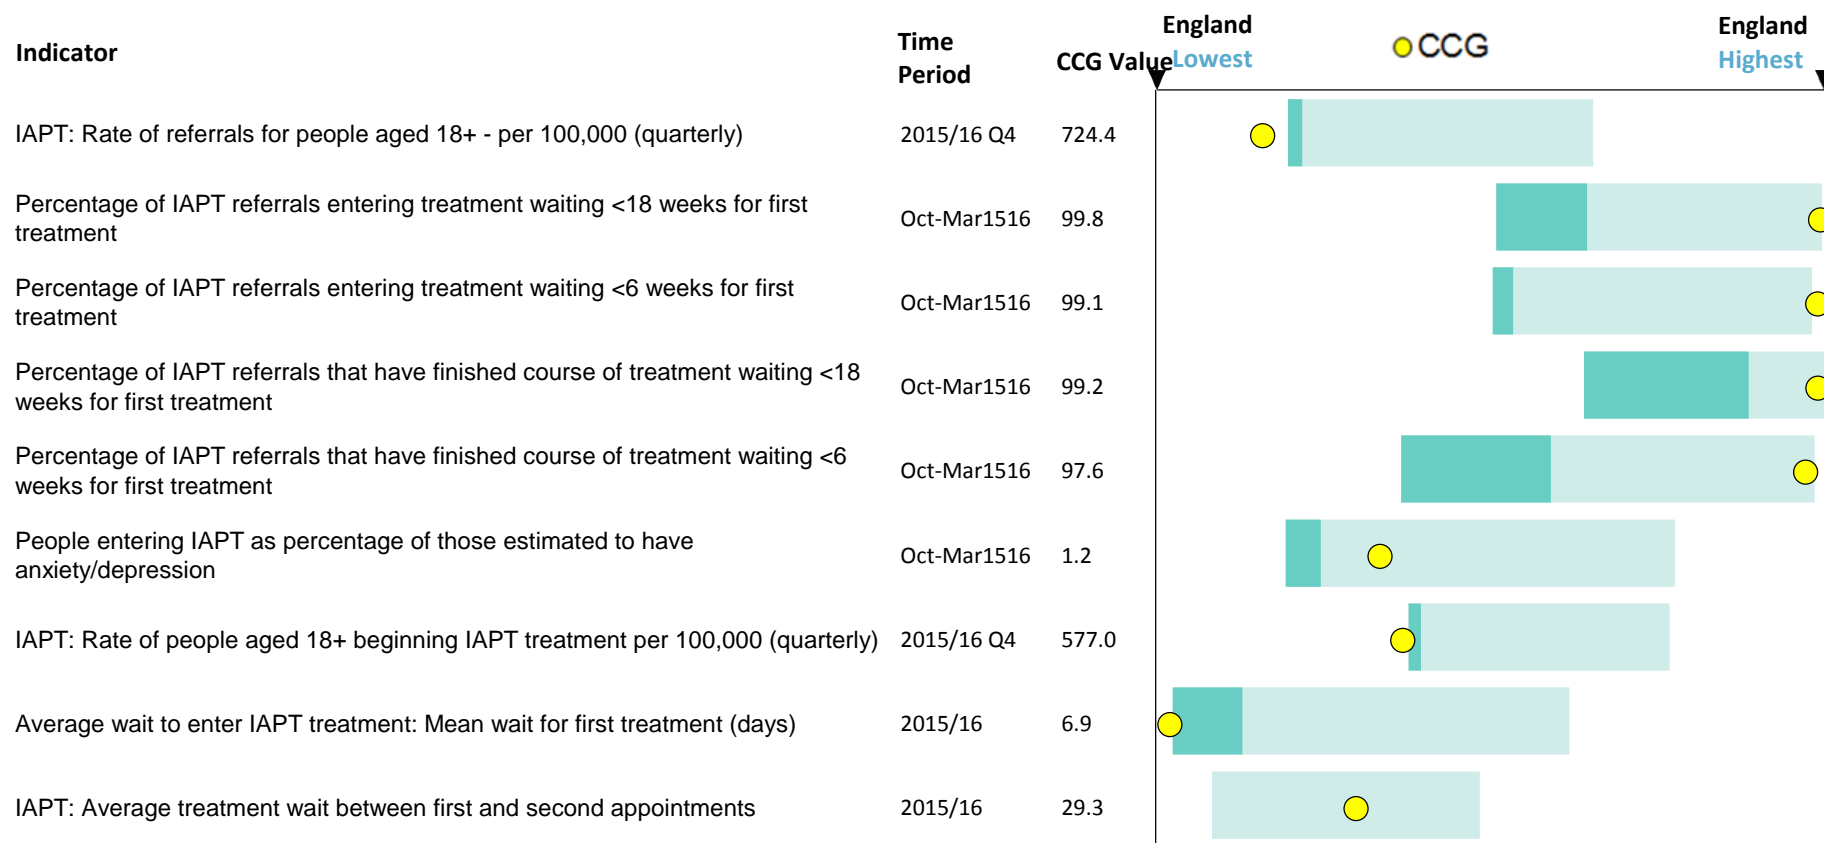 Indicator
Time
Period
CCG Value
England
Lowest
CCG
England
Highest
IAPT: Rate of referrals for people aged 18+ - per 100,000 (quarterly) 2015/16 Q4 724.4
Percentage of IAPT referrals entering treatment waiting <18 weeks for first
treatment
Oct-Mar1516 99.8
Percentage of IAPT referrals entering treatment waiting <6 weeks for first
treatment
Oct-Mar1516 99.1
Percentage of IAPT referrals that have finished course of treatment waiting <18
weeks for first treatment
Oct-Mar1516 99.2
Percentage of IAPT referrals that have finished course of treatment waiting <6
weeks for first treatment
Oct-Mar1516 97.6
People entering IAPT as percentage of those estimated to have
anxiety/depression
Oct-Mar1516 1.2
IAPT: Rate of people aged 18+ beginning IAPT treatment per 100,000 (quarterly) 2015/16 Q4 577.0
Average wait to enter IAPT treatment: Mean wait for first treatment (days) 2015/16 6.9
IAPT: Average treatment wait between first and second appointments 2015/16 29.3